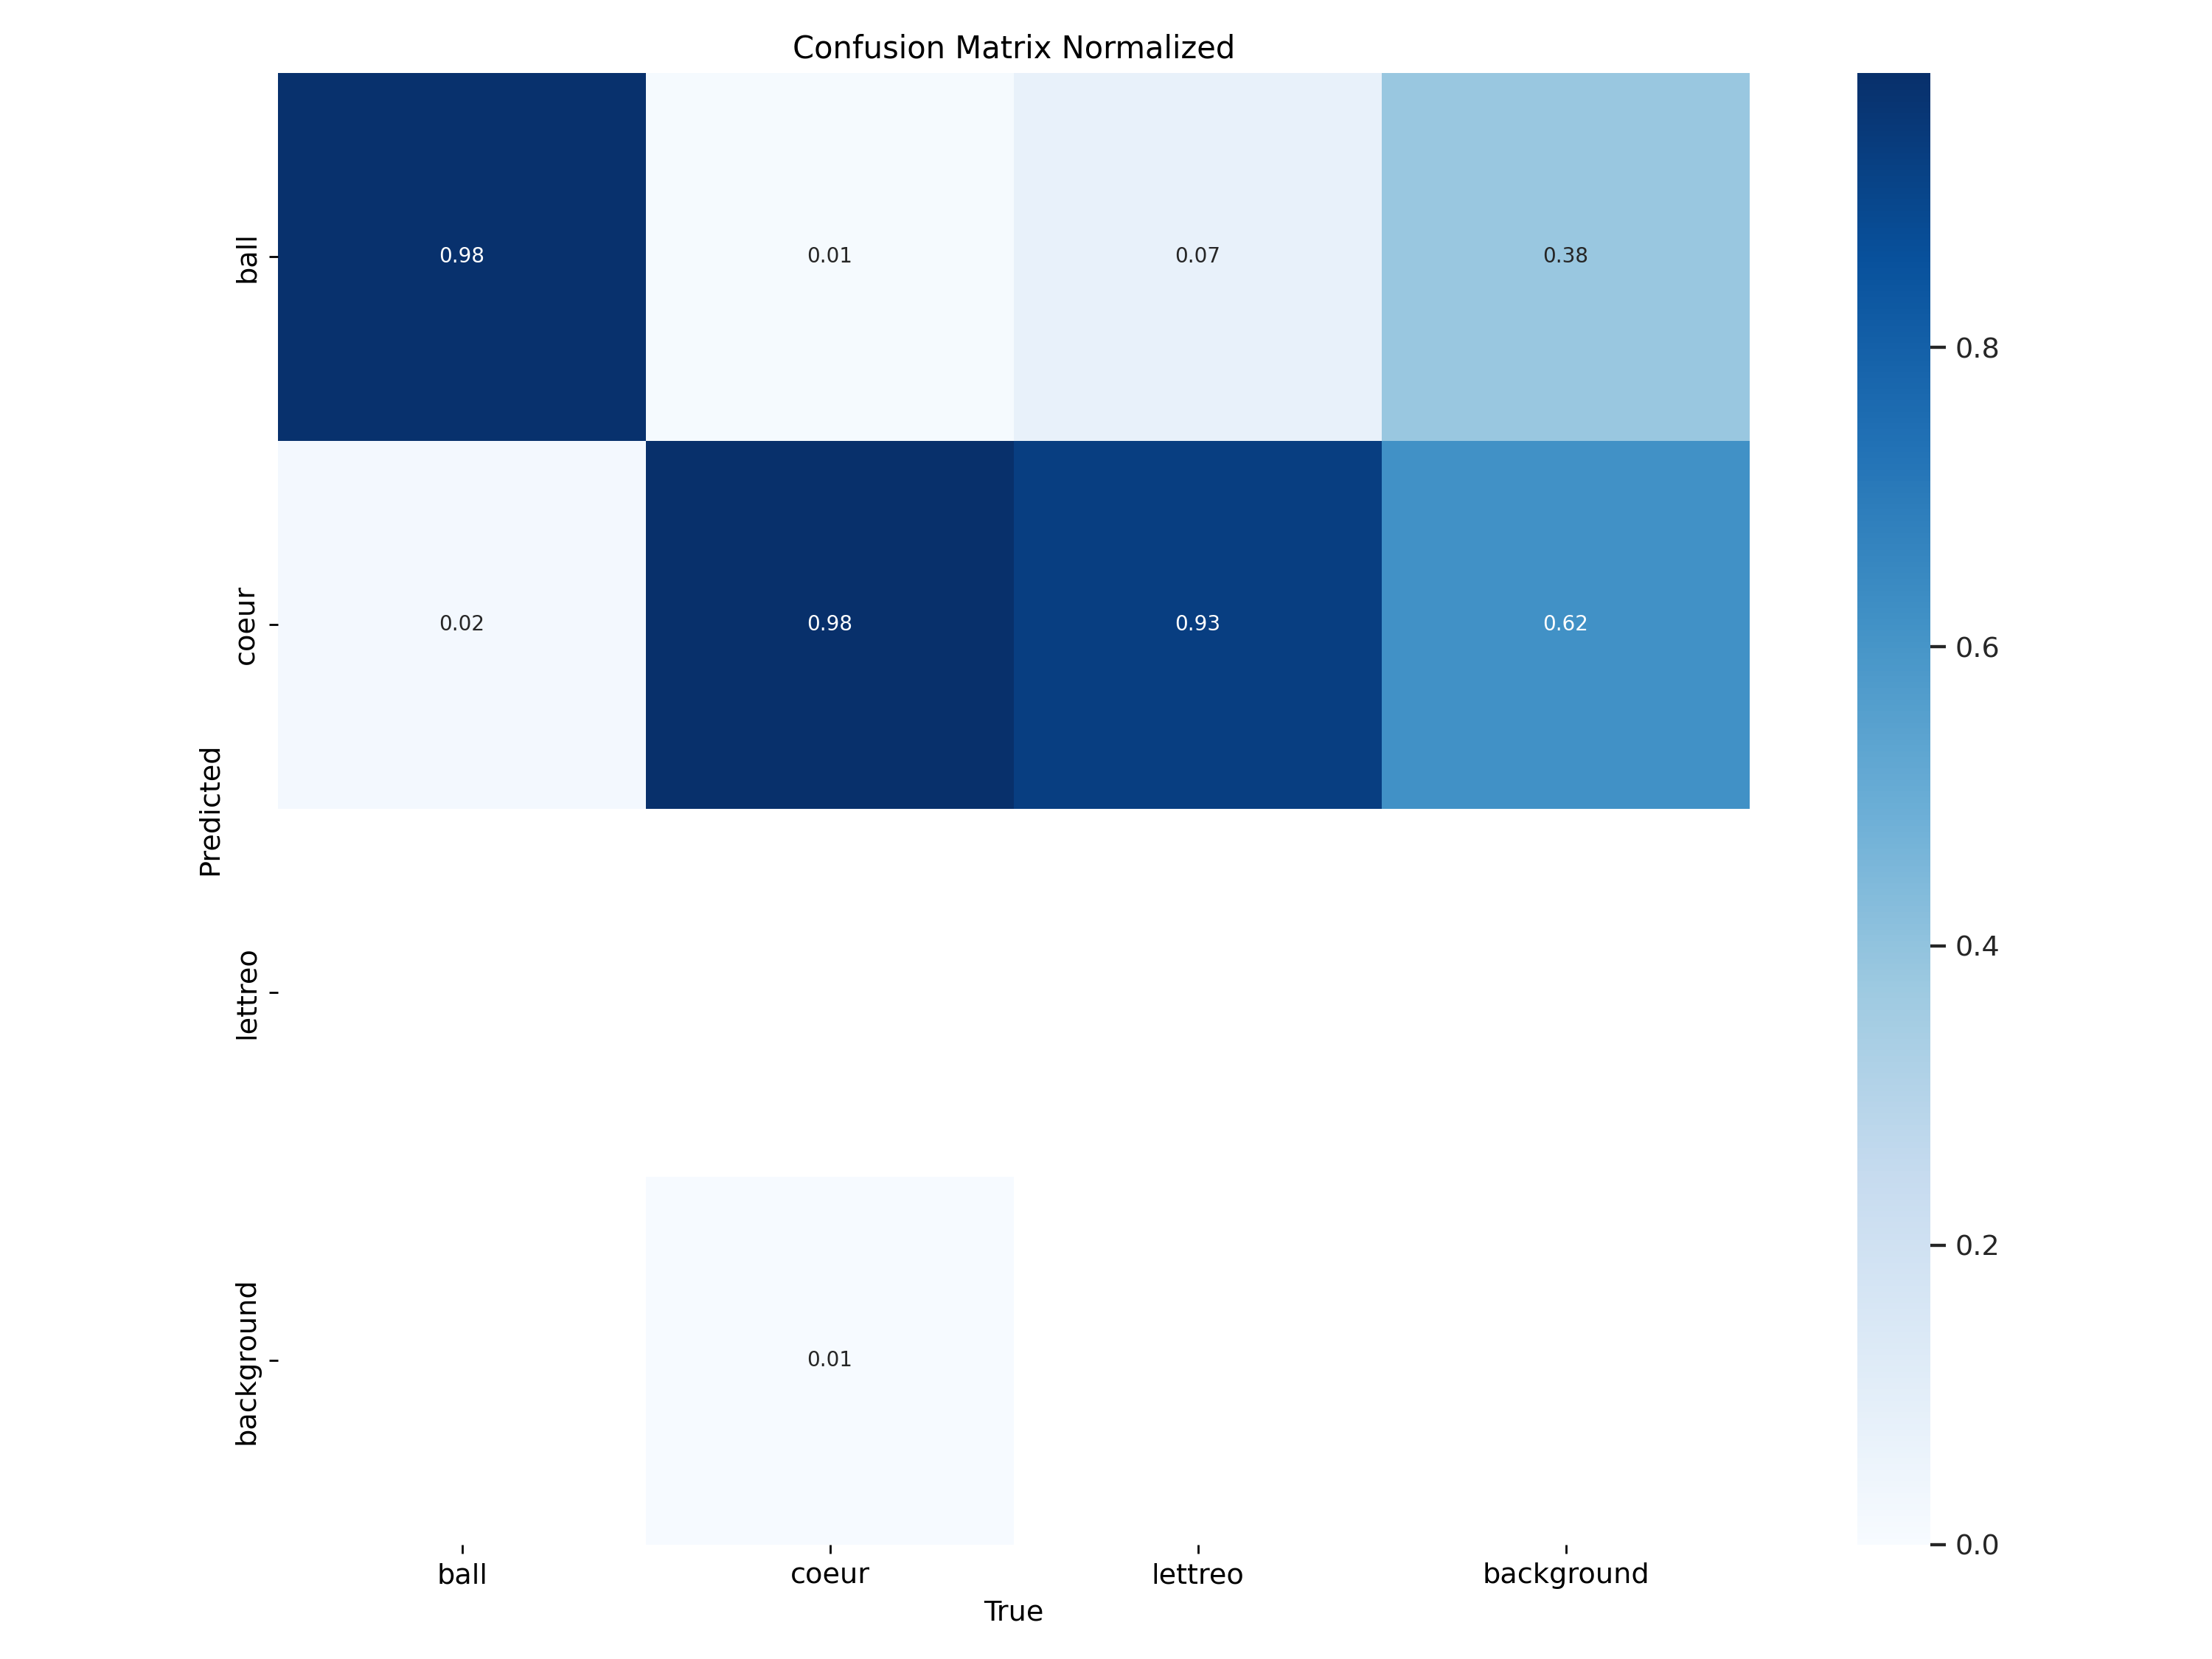 Confusion Matrix Normalized
ball
0.98
0.01
0.07
0.38
0.8
coeur
0.02
0.98
0.93
0.62
0.6
Predicted
lettreo
0.4
background
0.01
0.2
0.0
ball
coeur
lettreo
background
True